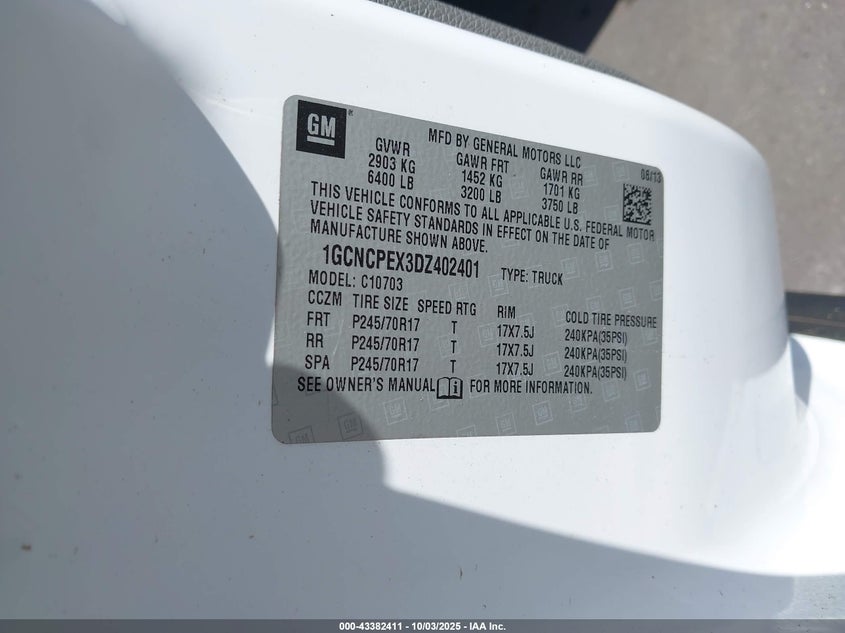 GM ®
MFD BY GENERAL MOTORS LLC 06/13
GVWR GAWR FRT GAWR RR
2903 KG 1452 KG 1701 KG
6400 LB 3200 LB 3750 LB
THIS VEHICLE CONFORMS TO ALL APPLICABLE U.S. FEDERAL MOTOR
VEHICLE SAFETY STANDARDS IN EFFECT ON THE DATE OF
MANUFACTURE SHOWN ABOVE.
1GCNCPEX3DZ402401 TYPE: TRUCK
MODEL: C10703
CCZM TIRE SIZE SPEED RTG RIM COLD TIRE PRESSURE
FRT P245/70R17 T 17X7.5J 240KPA(35PSI)
RR P245/70R17 T 17X7.5J 240KPA(35PSI)
SPA P245/70R17 T 17X7.5J 240KPA(35PSI)
SEE OWNER'S MANUAL FOR MORE INFORMATION.
000-43382411 - 10/03/2025 - IAA Inc.